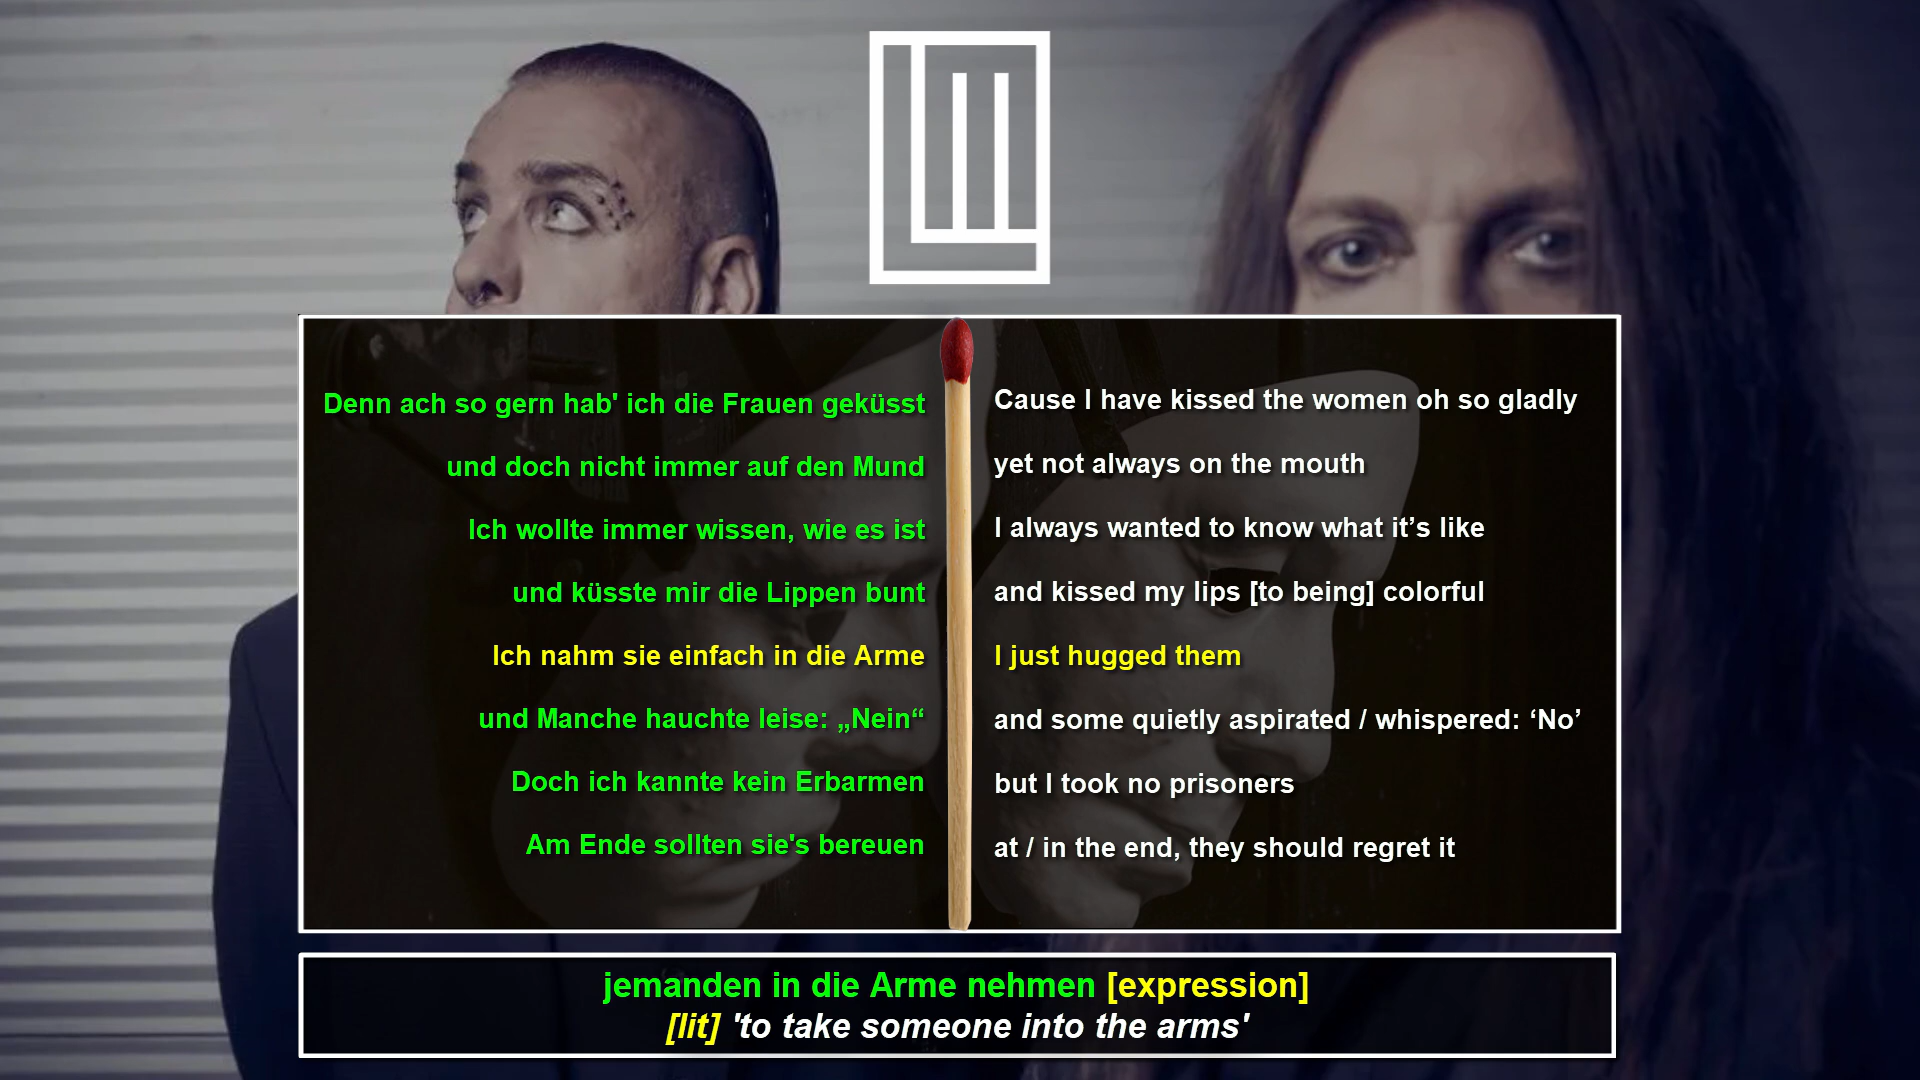 Denn ach so gern hab' ich die Frauen geküsst
und doch nicht immer auf den Mund
Ich wollte immer wissen, wie es ist
und küsste mir die Lippen bunt
Ich nahm sie einfach in die Arme
und Manche hauchte leise: „Nein“
Doch ich kannte kein Erbarmen
Am Ende sollten sie's bereuen
Cause I have kissed the women oh so gladly
yet not always on the mouth
I always wanted to know what it’s like
and kissed my lips [to being] colorful
I just hugged them
and some quietly aspirated / whispered: ‘No’
but I took no prisoners
at / in the end, they should regret it
jemanden in die Arme nehmen [expression]
[lit] 'to take someone into the arms'